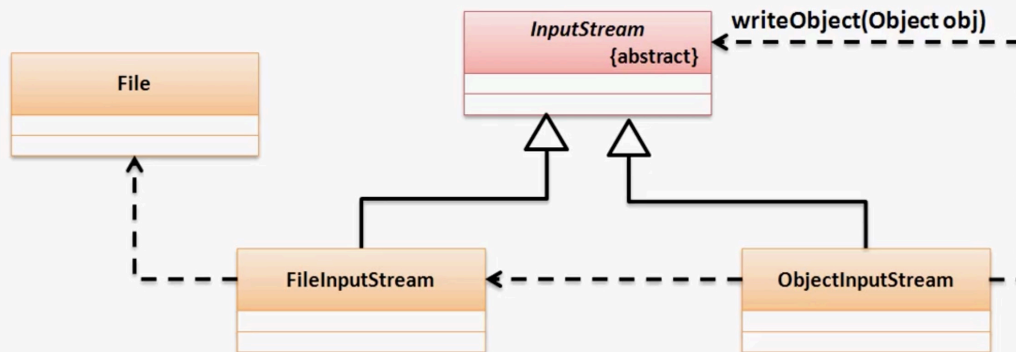 InputStream
{abstract}
writeObject(Object obj)
File
FileInputStream
ObjectInputStream